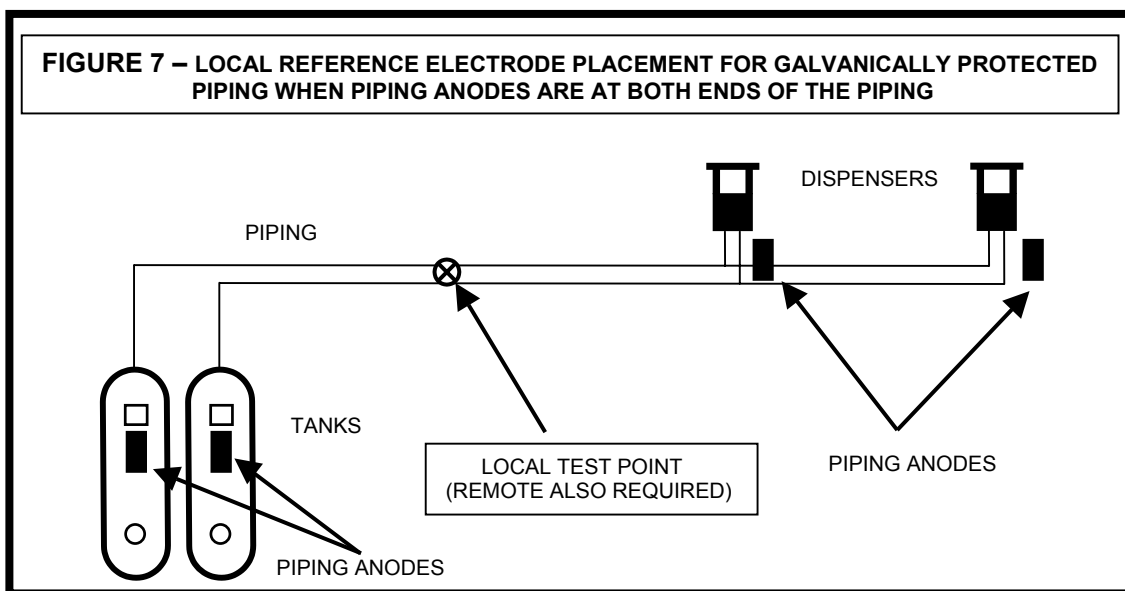 FIGURE 7 – LOCAL REFERENCE ELECTRODE PLACEMENT FOR GALVANICALLY PROTECTED
PIPING WHEN PIPING ANODES ARE AT BOTH ENDS OF THE PIPING
DISPENSERS
PIPING
TANKS
LOCAL TEST POINT
(REMOTE ALSO REQUIRED)
PIPING ANODES
PIPING ANODES